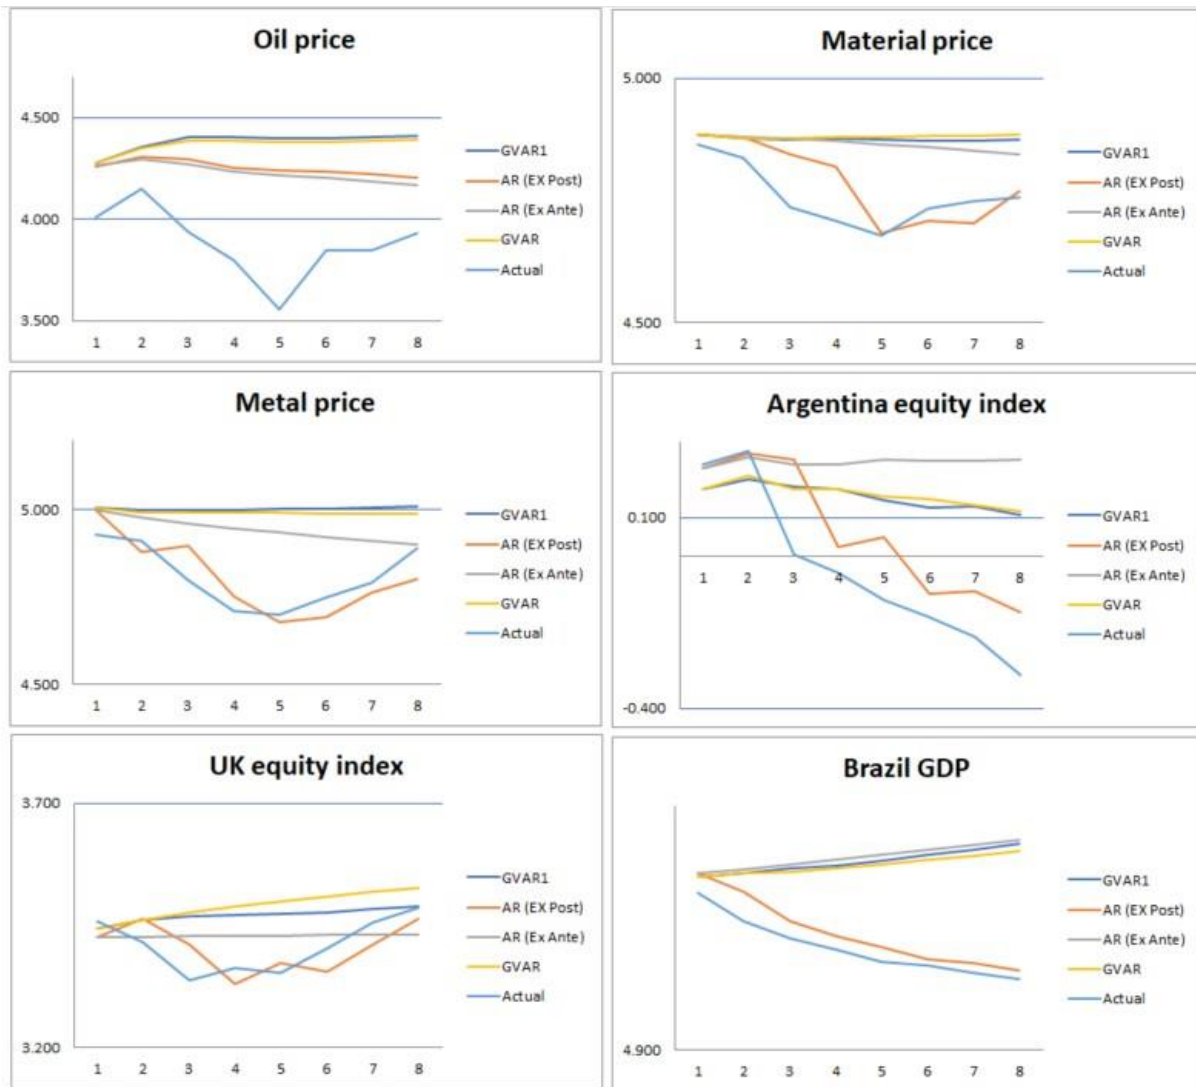 Oil price
4.500
4.000
3.500
1 2 3 4 5 6 7 8
GVAR1
AR (EX Post)
AR (Ex Ante)
GVAR
Actual
Material price
5.000
4.500
1 2 3 4 5 6 7 8
GVAR1
AR (EX Post)
AR (Ex Ante)
GVAR
Actual
Metal price
5.000
4.500
1 2 3 4 5 6 7 8
GVAR1
AR (EX Post)
AR (Ex Ante)
GVAR
Actual
Argentina equity index
0.100
-0.400
1 2 3 4 5 6 7 8
GVAR1
AR (EX Post)
AR (Ex Ante)
GVAR
Actual
UK equity index
3.700
3.200
1 2 3 4 5 6 7 8
GVAR1
AR (EX Post)
AR (Ex Ante)
GVAR
Actual
Brazil GDP
4.900
1 2 3 4 5 6 7 8
GVAR1
AR (EX Post)
AR (Ex Ante)
GVAR
Actual